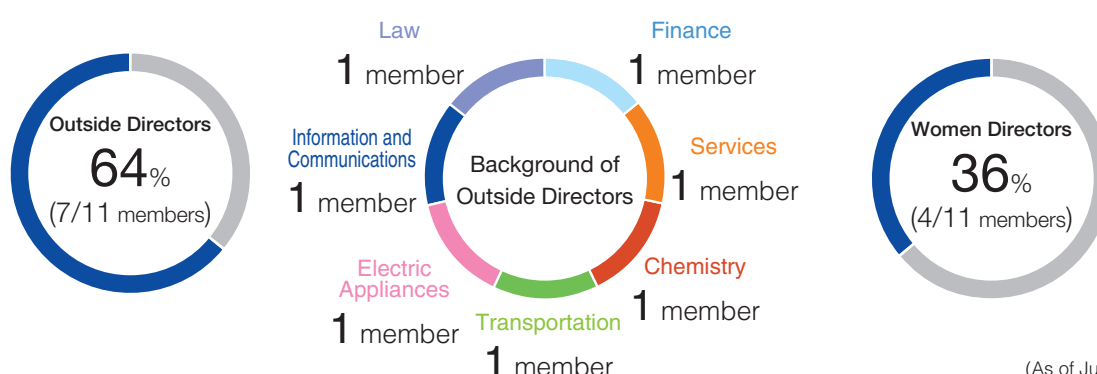 Outside Directors
64%
(7/11 members)
Law
1 member
Finance
1 member
Information and
Communications
1 member
Background of
Outside Directors
Services
1 member
Electric
Appliances
1 member
Chemistry
1 member
Transportation
1 member
Women Directors
36%
(4/11 members)
(As of